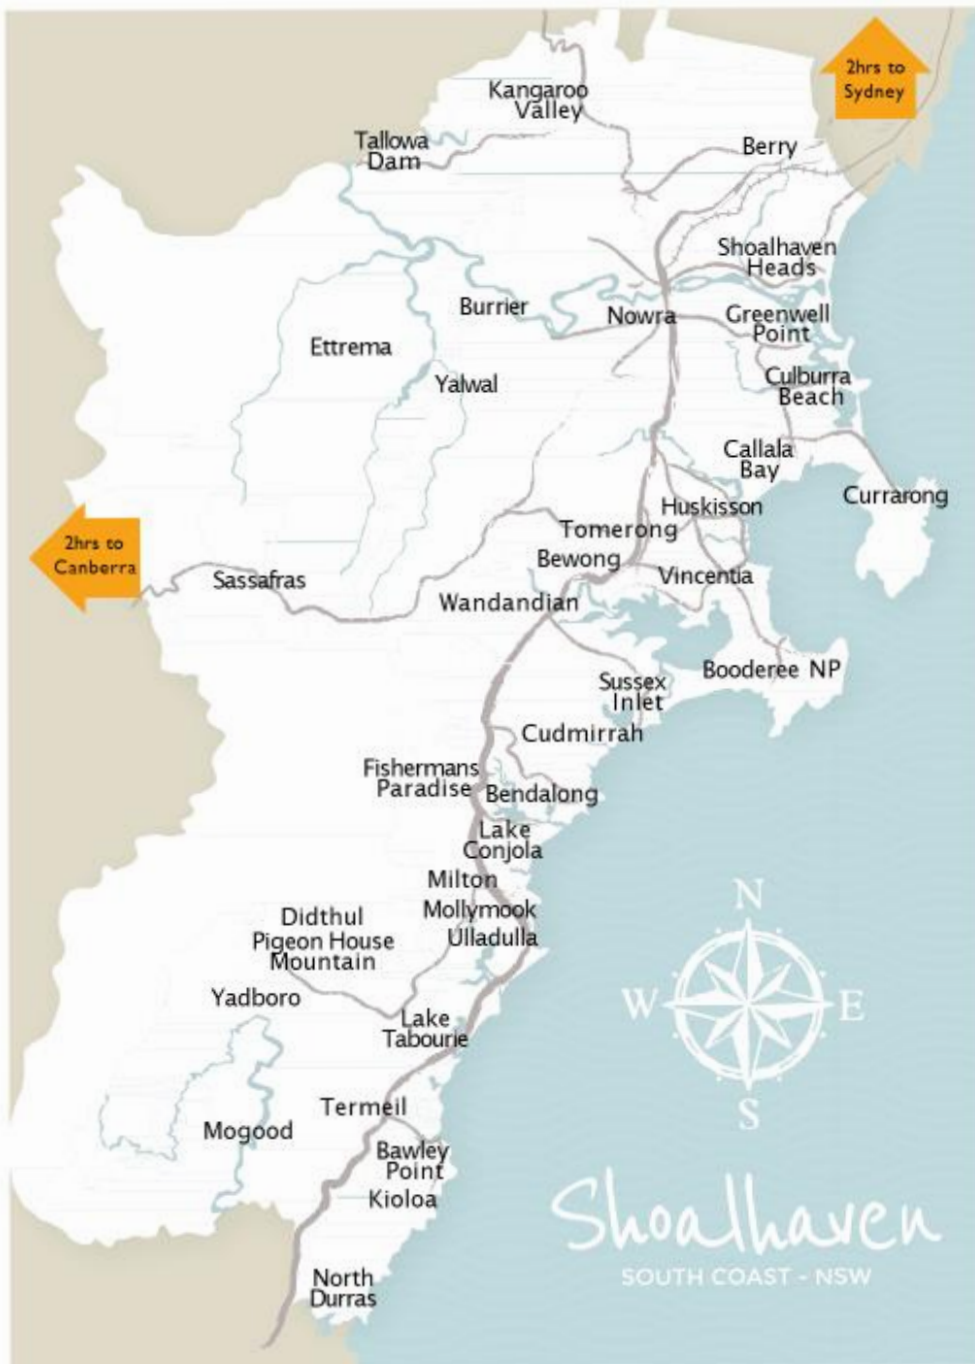 2hrs to
Sydney
Kangaroo
Valley
Tallowa
Dam
Berry
Shoalhaven
Heads
Burrier
Nowra
Greenwell
Point
Ettrema
Yalwal
Culburra
Beach
Callala
Bay
Currarong
Huskisson
Tomerong
2hrs to
Canberra
Bewong
Sassafras
Vincentia
Wandandian
Booderee NP
Sussex
Inlet
Cudmirrah
Fishermans
Paradise
Bendalong
Lake
Conjola
Milton
Mollymook
Didthul
Pigeon House
Mountain
Ulladulla
N
W
E
S
Yadboro
Lake
Tabourie
Termeil
Mogood
Bawley
Point
Kioloa
North
Durras
Shoalhaven
SOUTH COAST - NSW